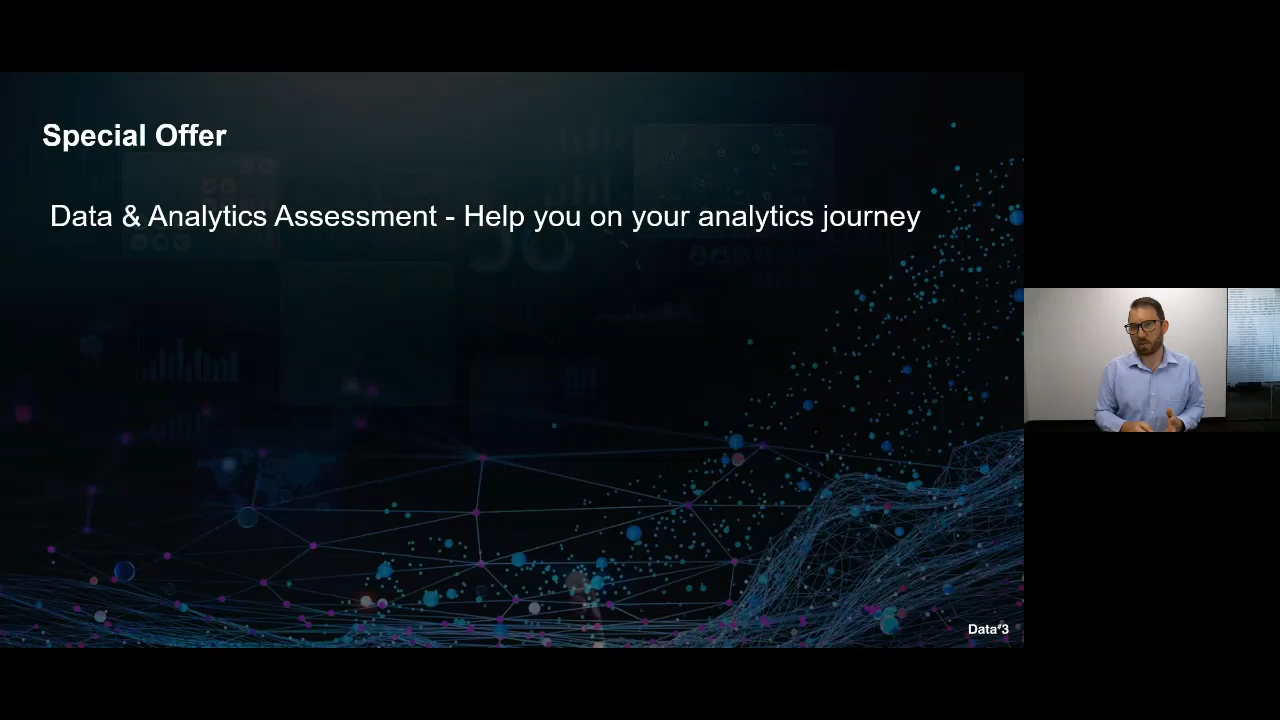 Special Offer
Data & Analytics Assessment - Help you on your analytics journey
Data#3